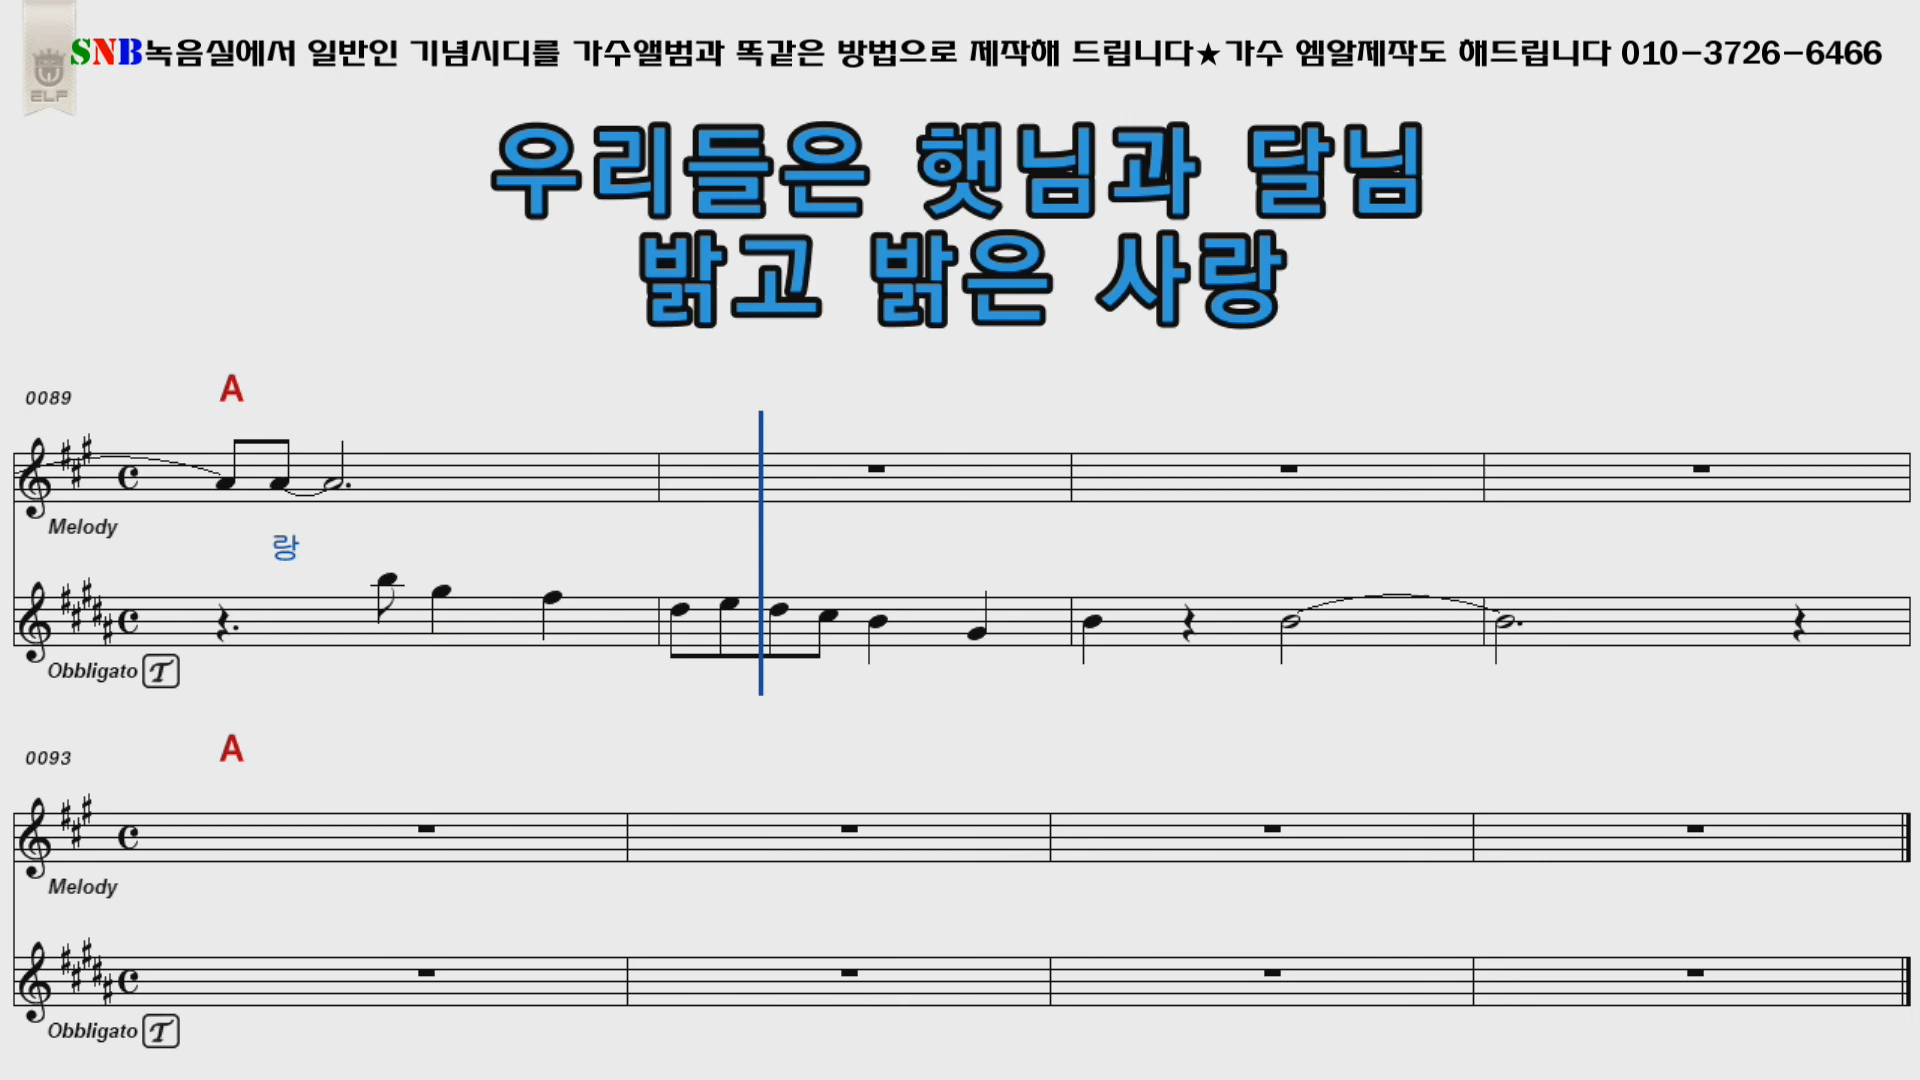 SNB녹음실에서 일반인 기념시디를 가수앨범과 똑같은 방법으로 제작해 드립니다★가수 엠알제작도 해드립니다 010-3726-6466
ELF
우리들은 햇님과 달님
밝고 밝은 사랑
0089
A
Melody
랑
Obbligato T
0093
A
Melody
Obbligato T